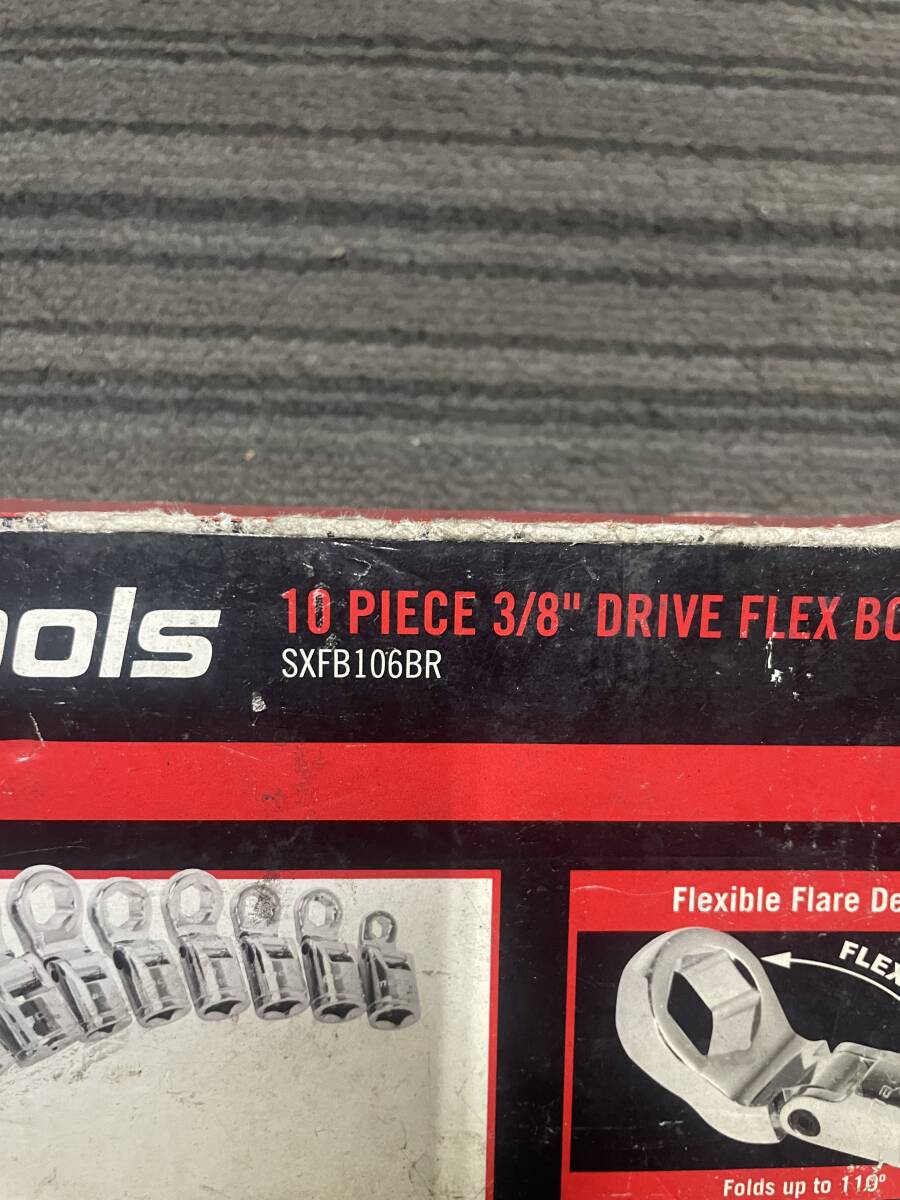 ools
10 PIECE 3/8" DRIVE FLEX BO
SXFB106BR
Flexible Flare De
FLEX
Folds up to 110°